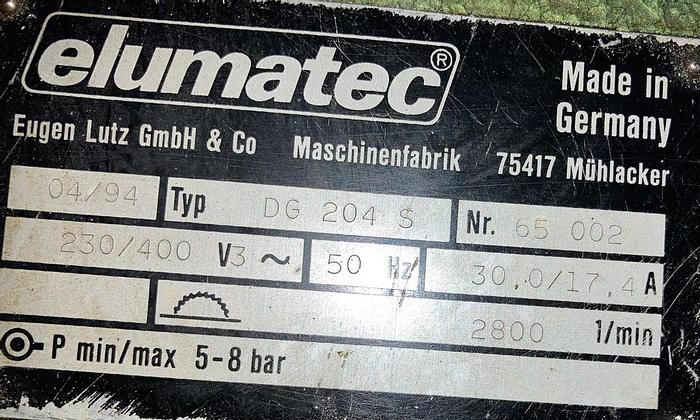 elumatec®
Made in
Germany
Eugen Lutz GmbH & Co Maschinenfabrik 75417 Mühlacker
04/94 Typ DG 204 S Nr. 65 002
230/400 V3 ~ 50 Hz 30,0/17,4 A
2800 1/min
P min/max 5-8 bar